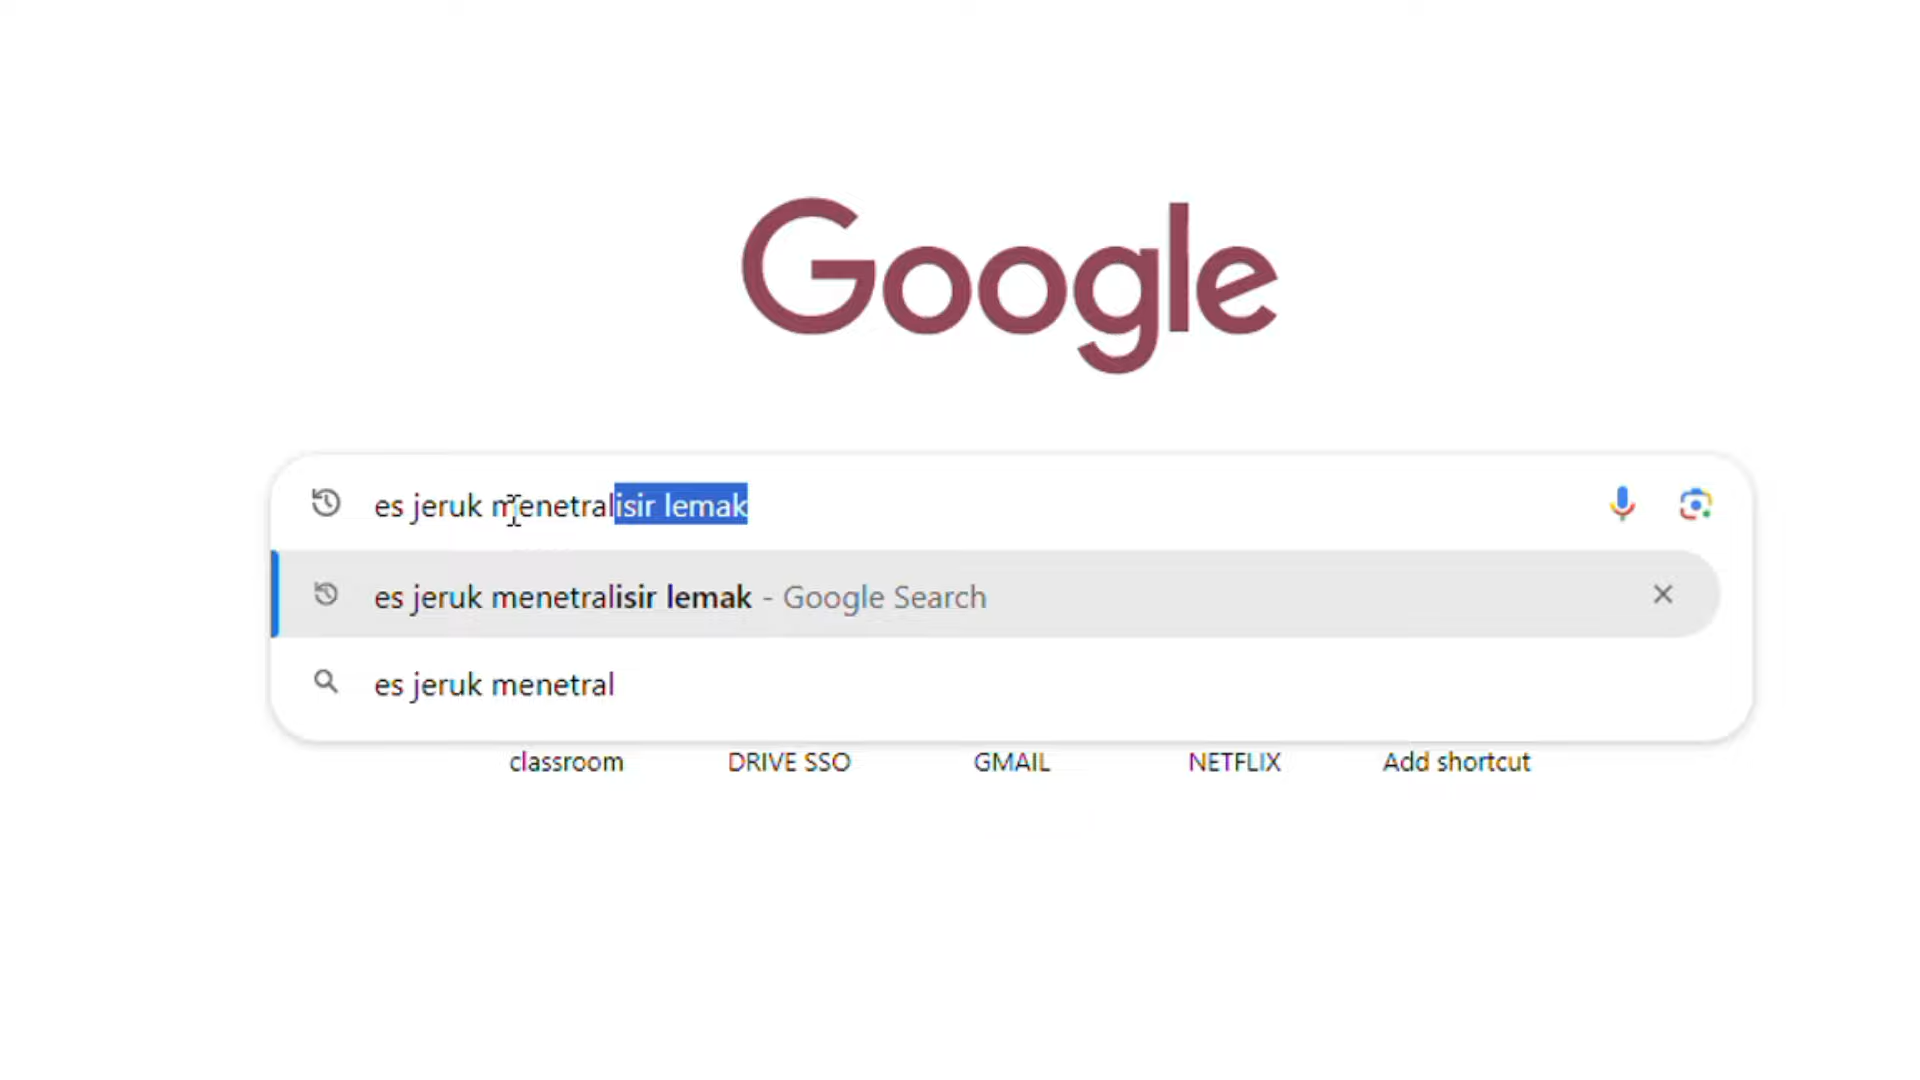 Google
es jeruk menetralisir lemak
es jeruk menetralisir lemak - Google Search
es jeruk menetral
classroom DRIVE SSO GMAIL NETFLIX Add shortcut